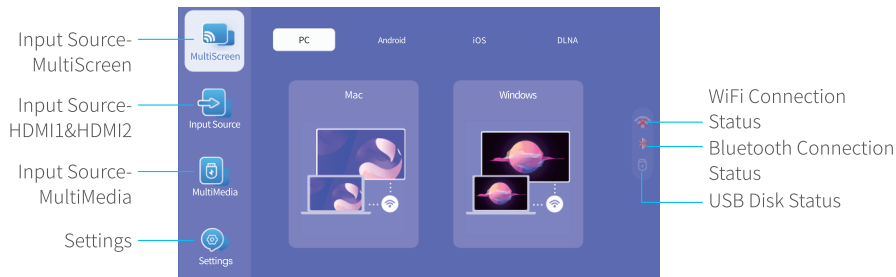 Input Source-
MultiScreen
Input Source-
HDMI1&HDMI2
Input Source-
MultiMedia
Settings
MultiScreen
Input Source
MultiMedia
Settings
PC
Android
iOS
DLNA
Mac
Windows
WiFi Connection
Status
Bluetooth Connection
Status
USB Disk Status